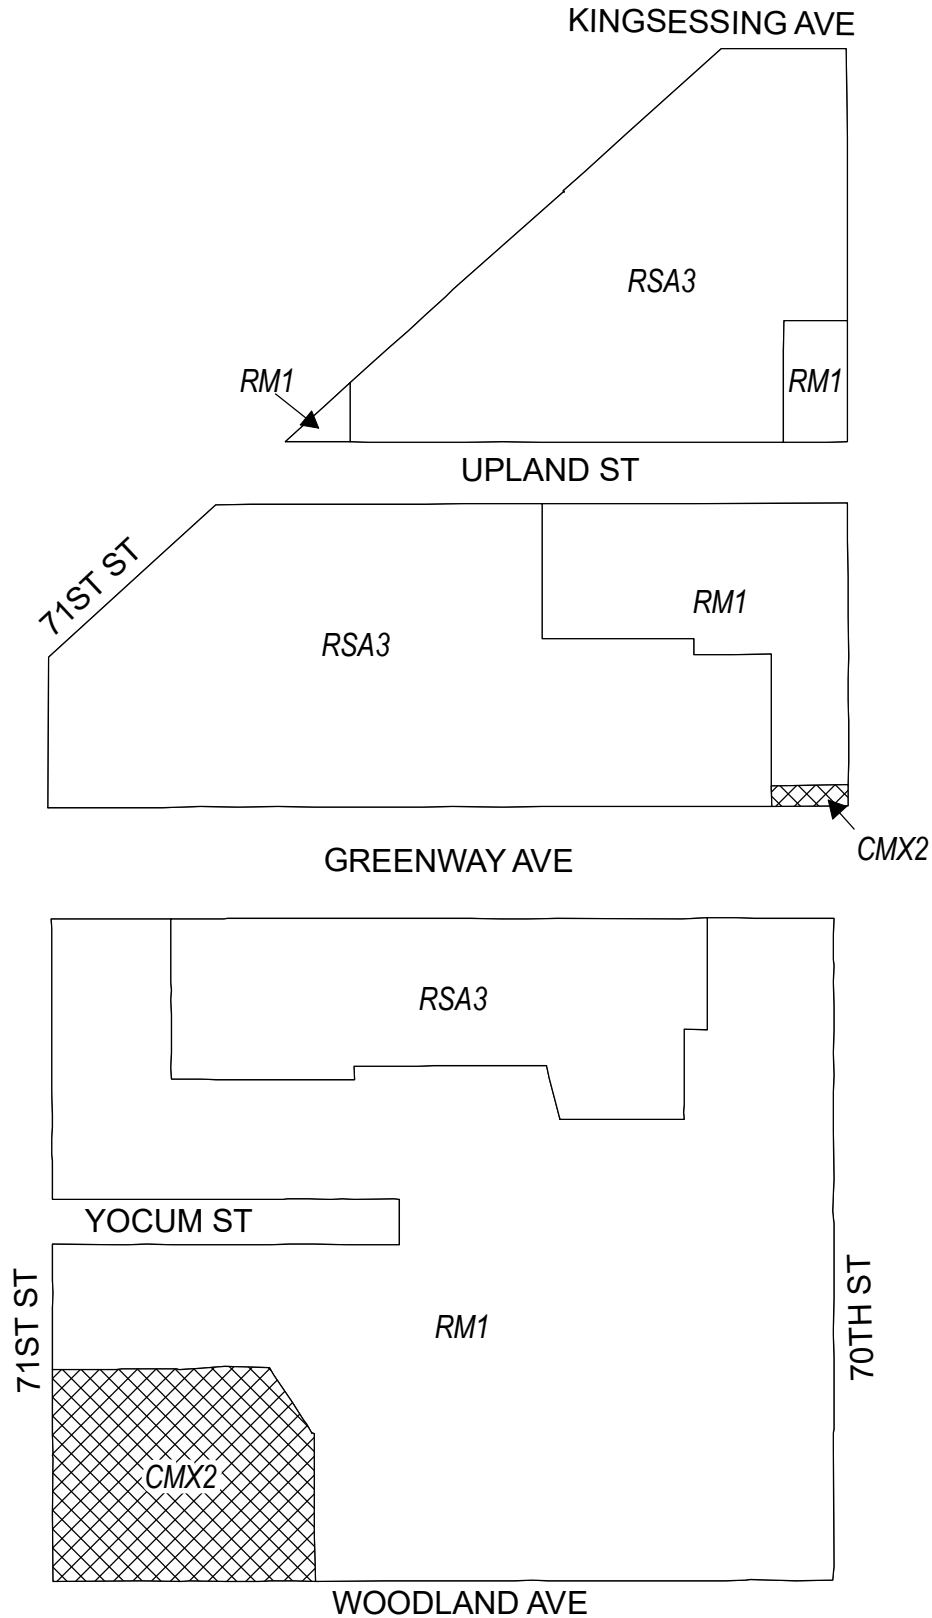 KINGSESSING AVE
RSA3
RM1
RM1
UPLAND ST
71ST ST
RM1
RSA3
CMX2
GREENWAY AVE
RSA3
YOCUM ST
71ST ST
RM1
70TH ST
CMX2
WOODLAND AVE